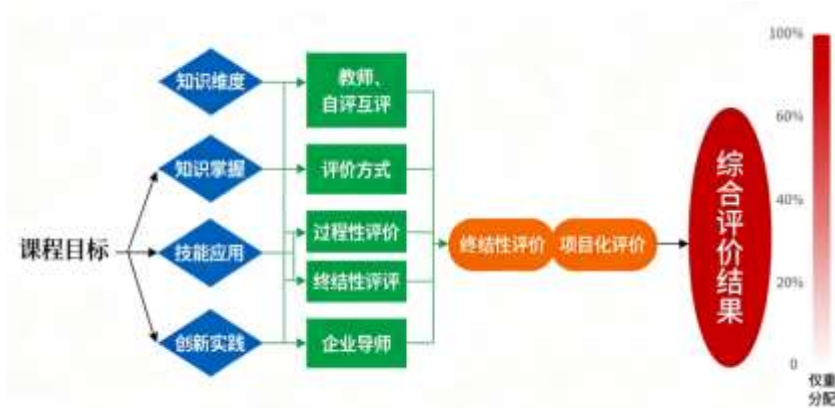 课程目标
知识维度
知识掌握
技能应用
创新实践
教师、
自评互评
评价方式
过程性评价
终结性评评
企业导师
终结性评价
项目化评价
综合评价结果
100%
60%
40%
20%
0
仅重
分配